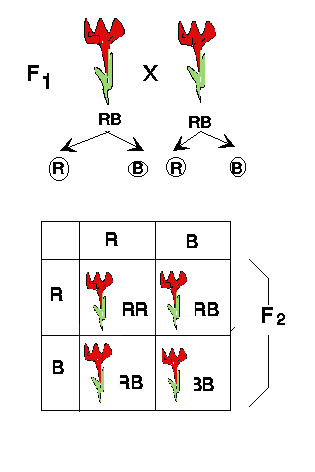 F1 X
RB RB
R B R B
R B
R RR RB
B RB BB
F2